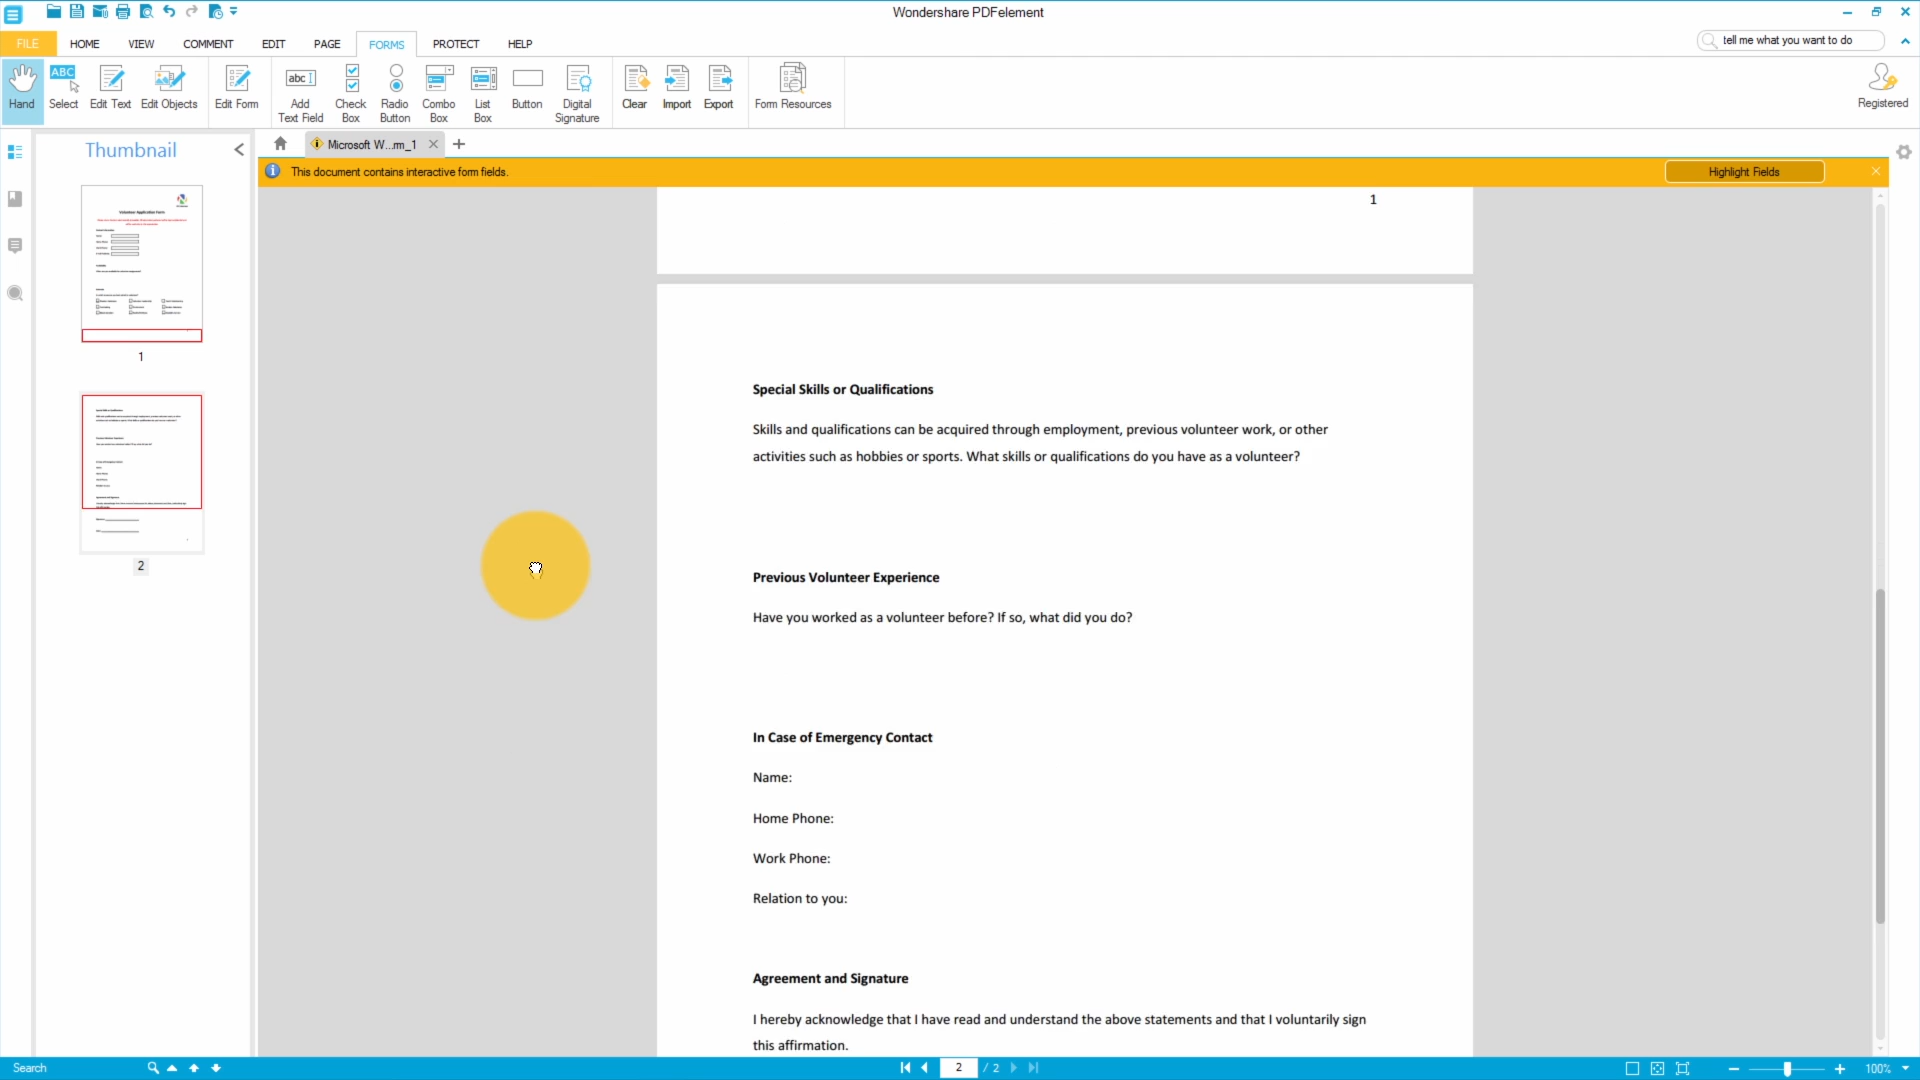 Wondershare PDFelement
FILE
HOME
VIEW
COMMENT
EDIT
PAGE
FORMS
PROTECT
HELP
tell me what you want to do
Hand
ABC
Select
Edit Text
Edit Objects
Edit Form
abc
Add
Text Field
Check
Box
Radio
Button
Combo
Box
List
Box
Button
Digital
Signature
Clear
Import
Export
Form Resources
Registered
Thumbnail
Microsoft W...rm_1
This document contains interactive form fields.
Highlight Fields
Volunteer Application Form
1
2
1
Special Skills or Qualifications
Skills and qualifications can be acquired through employment, previous volunteer work, or other
activities such as hobbies or sports. What skills or qualifications do you have as a volunteer?
Previous Volunteer Experience
Have you worked as a volunteer before? If so, what did you do?
In Case of Emergency Contact
Name:
Home Phone:
Work Phone:
Relation to you:
Agreement and Signature
I hereby acknowledge that I have read and understand the above statements and that I voluntarily sign
this affirmation.
Search
2
/ 2
100%